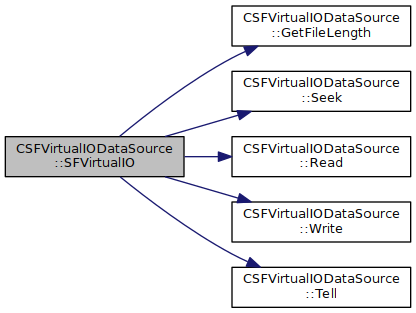 CSFVirtualIODataSource
::GetFileLength
CSFVirtualIODataSource
::Seek
CSFVirtualIODataSource
::SFVirtualIO
CSFVirtualIODataSource
::Read
CSFVirtualIODataSource
::Write
CSFVirtualIODataSource
::Tell